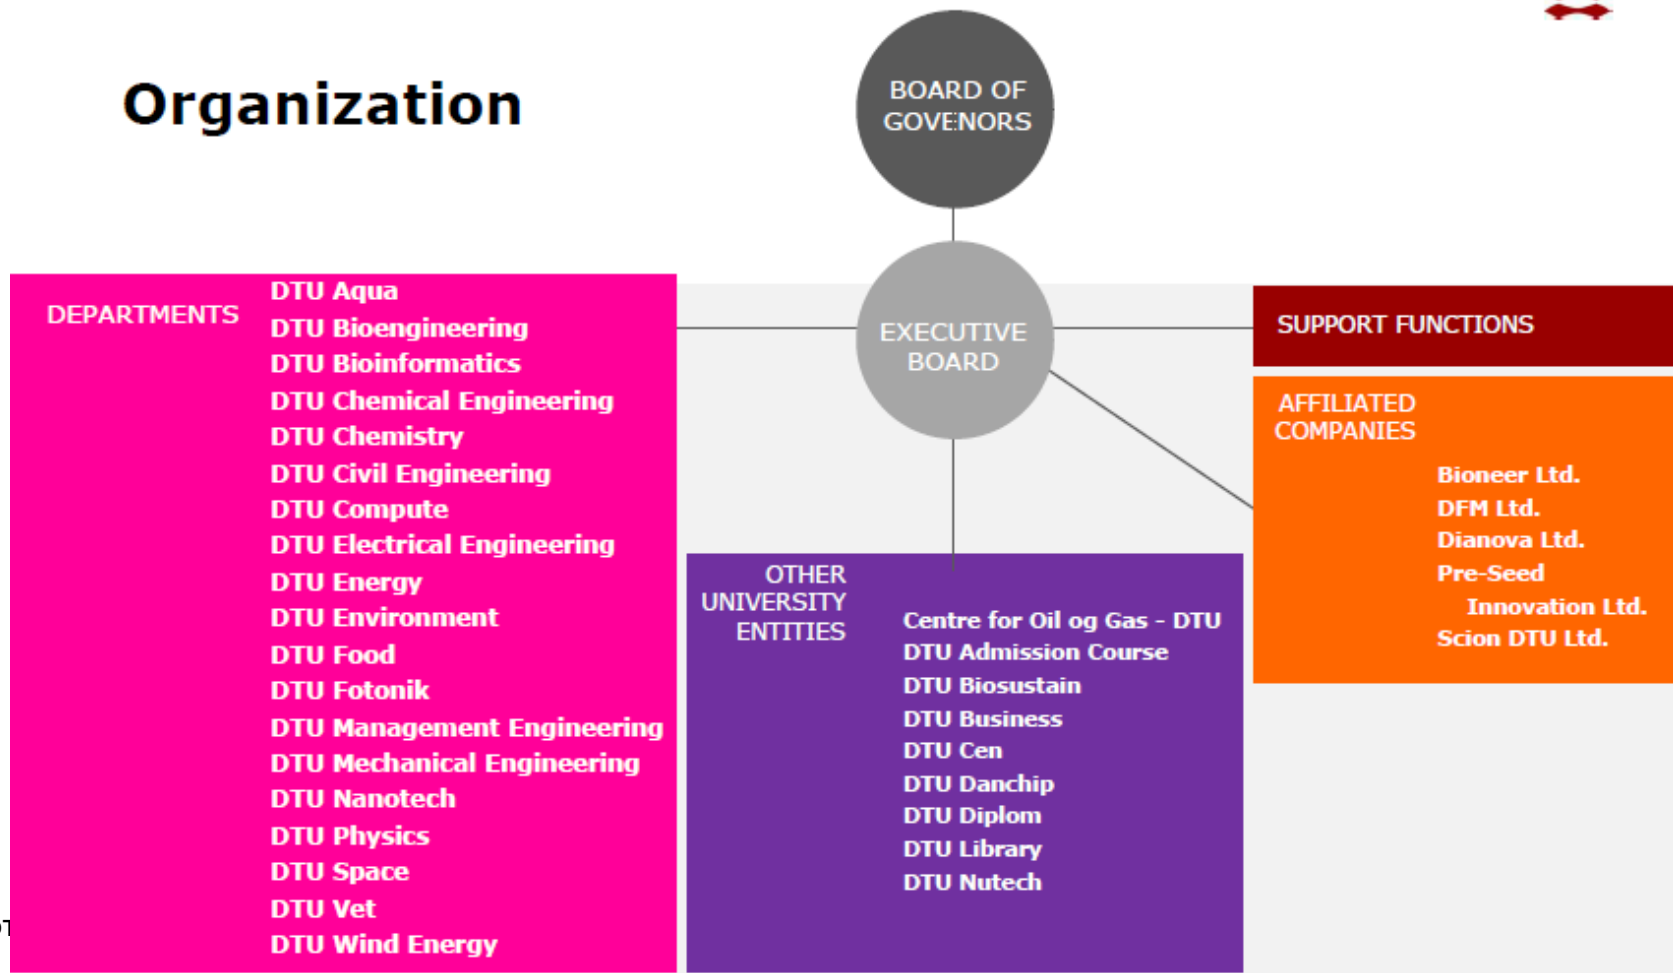 Organization
BOARD OF
GOVENORS
EXECUTIVE
BOARD
DEPARTMENTS
DTU Aqua
DTU Bioengineering
DTU Bioinformatics
DTU Chemical Engineering
DTU Chemistry
DTU Civil Engineering
DTU Compute
DTU Electrical Engineering
DTU Energy
DTU Environment
DTU Food
DTU Fotonik
DTU Management Engineering
DTU Mechanical Engineering
DTU Nanotech
DTU Physics
DTU Space
DTU Vet
DTU Wind Energy
OTHER
UNIVERSITY
ENTITIES
Centre for Oil og Gas - DTU
DTU Admission Course
DTU Biosustain
DTU Business
DTU Cen
DTU Danchip
DTU Diplom
DTU Library
DTU Nutech
SUPPORT FUNCTIONS
AFFILIATED
COMPANIES
Bioneer Ltd.
DFM Ltd.
Dianova Ltd.
Pre-Seed
Innovation Ltd.
Scion DTU Ltd.